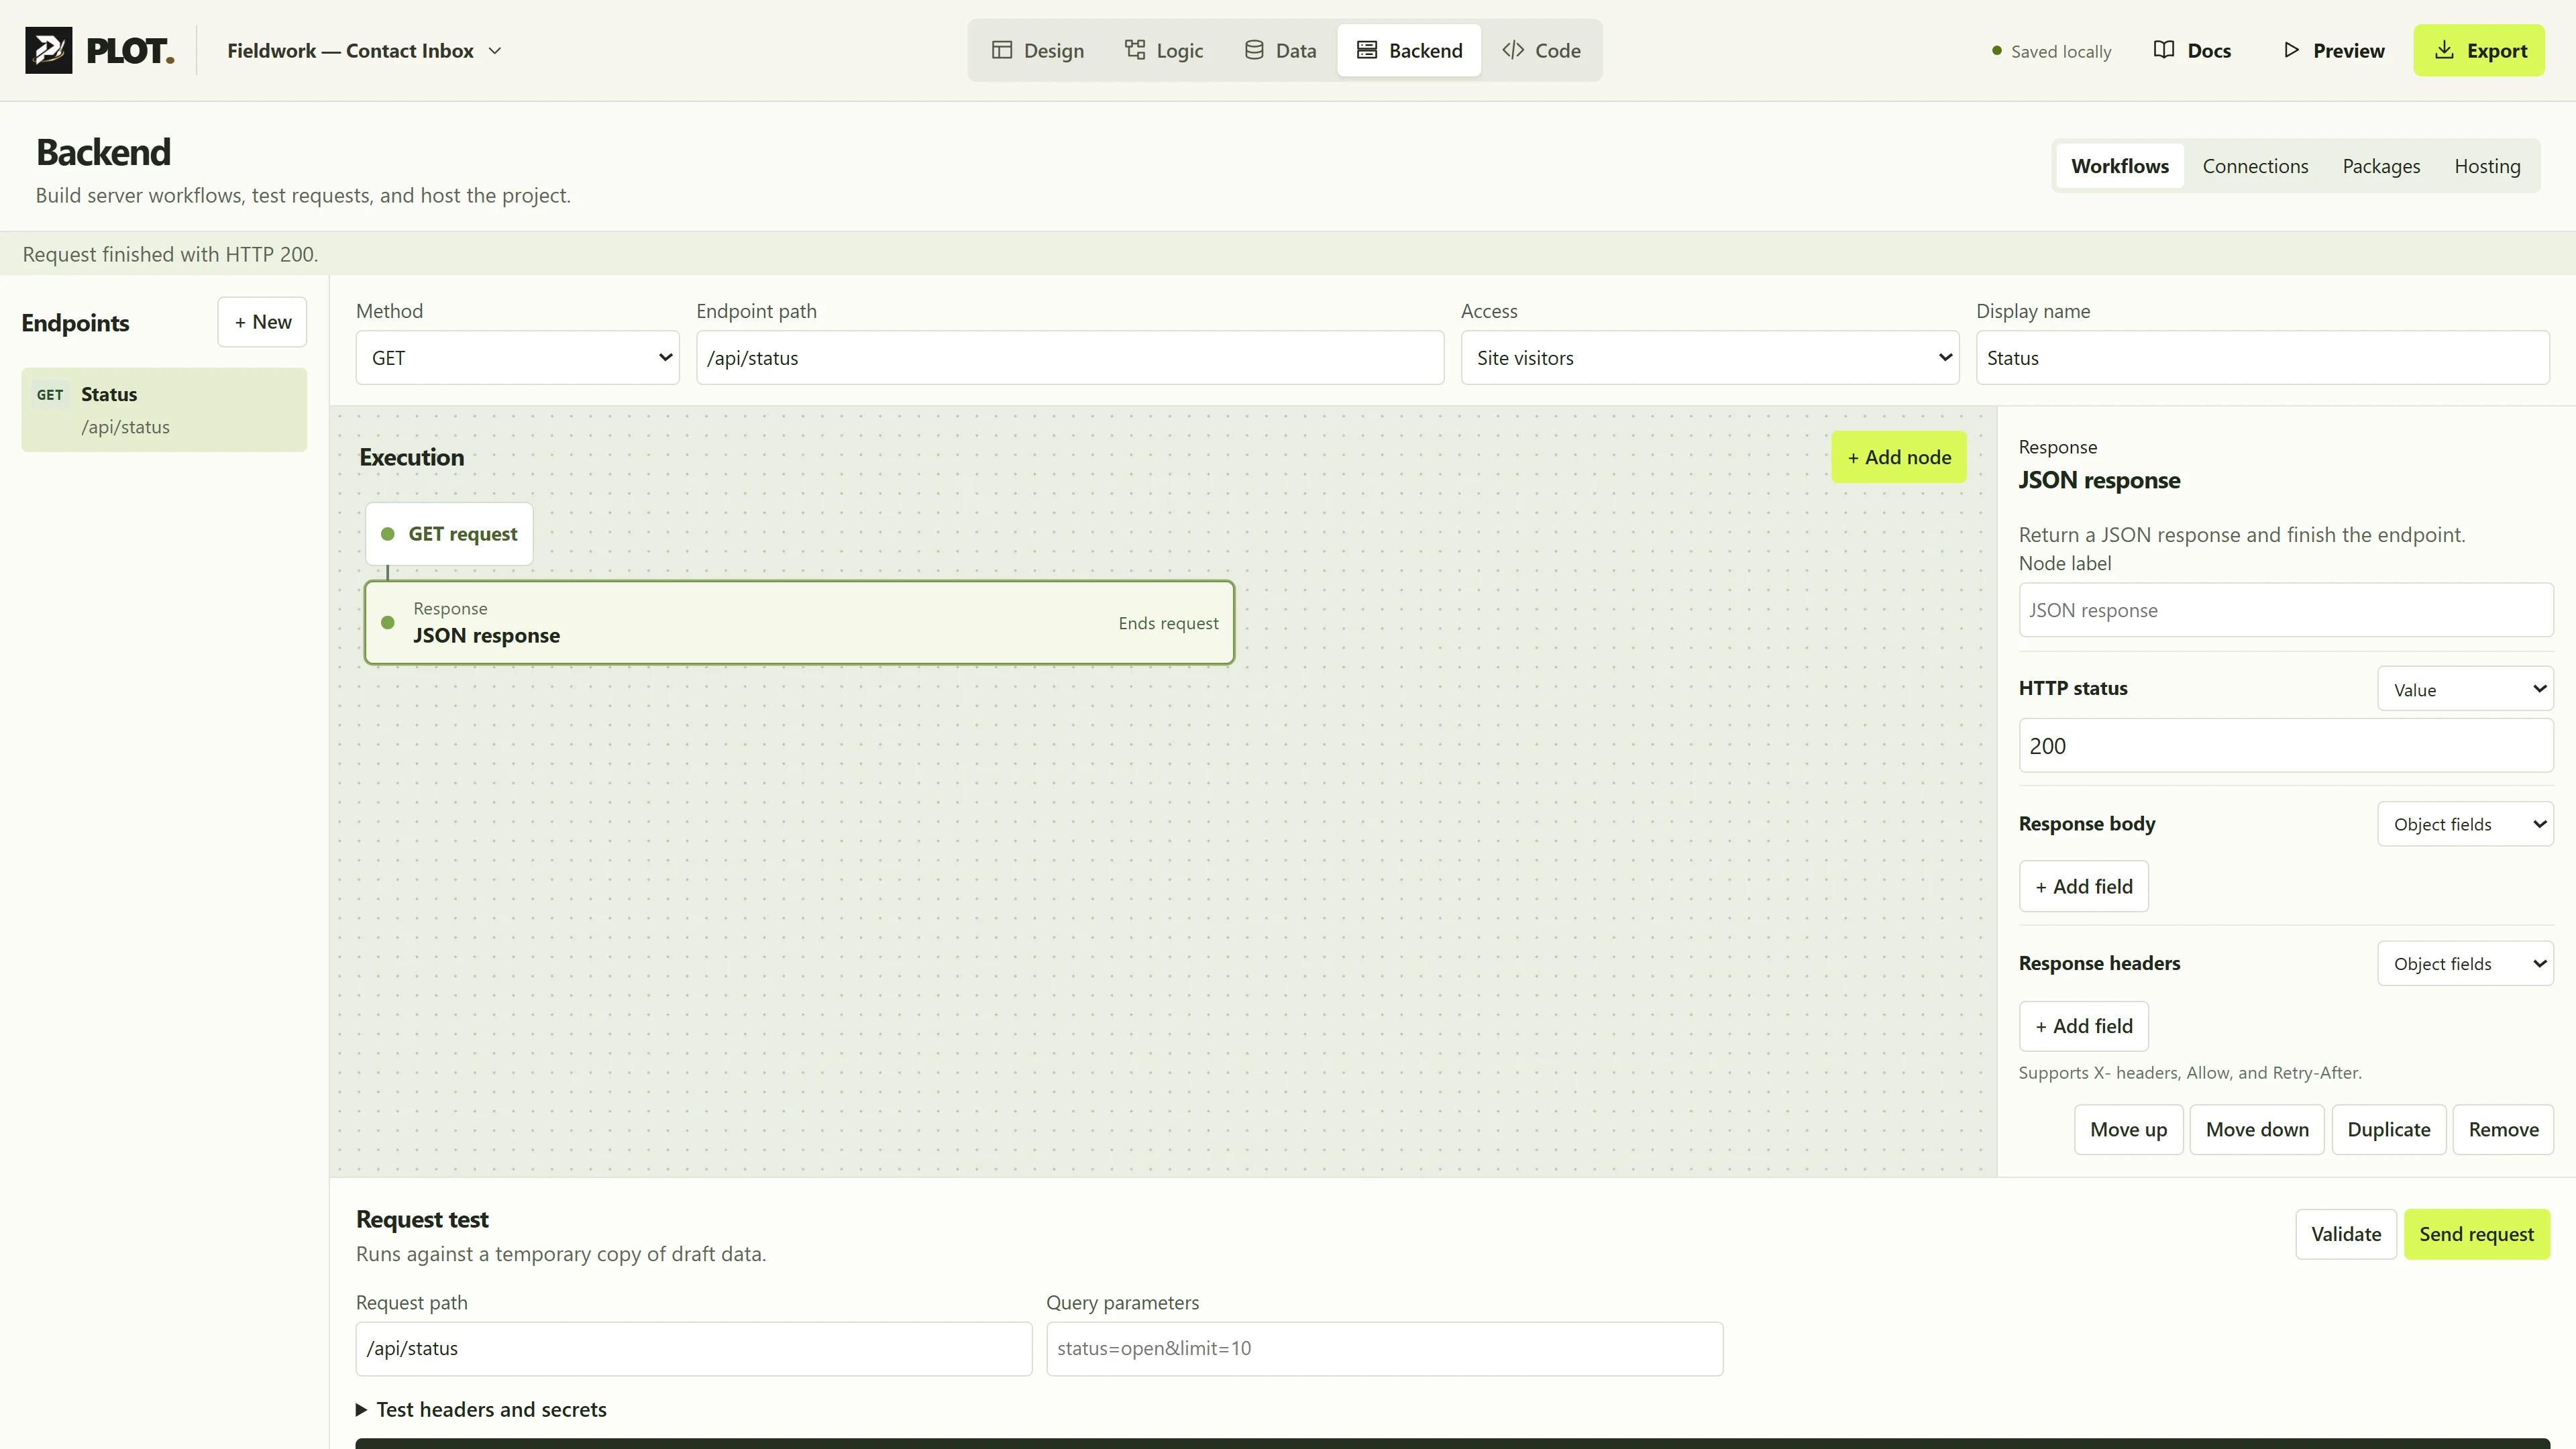 PLOT.
Fieldwork — Contact Inbox
Design
Logic
Data
Backend
Code
Saved locally
Docs
Preview
Export
Backend
Build server workflows, test requests, and host the project.
Workflows
Connections
Packages
Hosting
Request finished with HTTP 200.
Endpoints
+ New
GET Status
/api/status
Method
GET
Endpoint path
/api/status
Access
Site visitors
Display name
Status
Execution
+ Add node
GET request
Response
JSON response
Ends request
Response
JSON response
Return a JSON response and finish the endpoint.
Node label
JSON response
HTTP status
Value
200
Response body
Object fields
+ Add field
Response headers
Object fields
+ Add field
Supports X- headers, Allow, and Retry-After.
Move up
Move down
Duplicate
Remove
Request test
Runs against a temporary copy of draft data.
Validate
Send request
Request path
/api/status
Query parameters
status=open&limit=10
Test headers and secrets